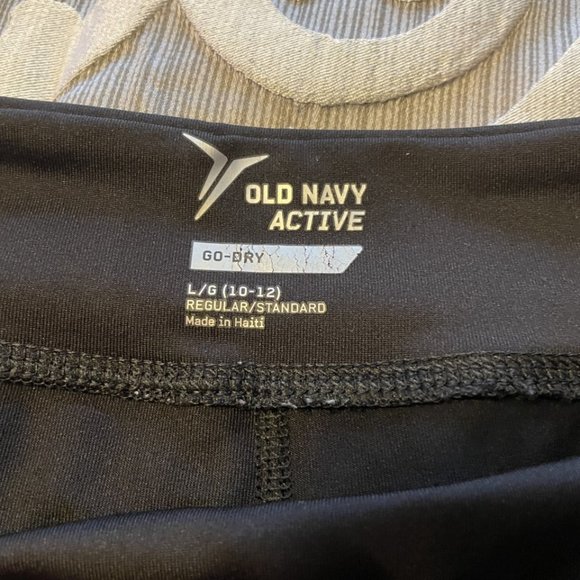 OLD NAVY
ACTIVE
GO-DRY
L/G (10-12)
REGULAR/STANDARD
Made in Haiti